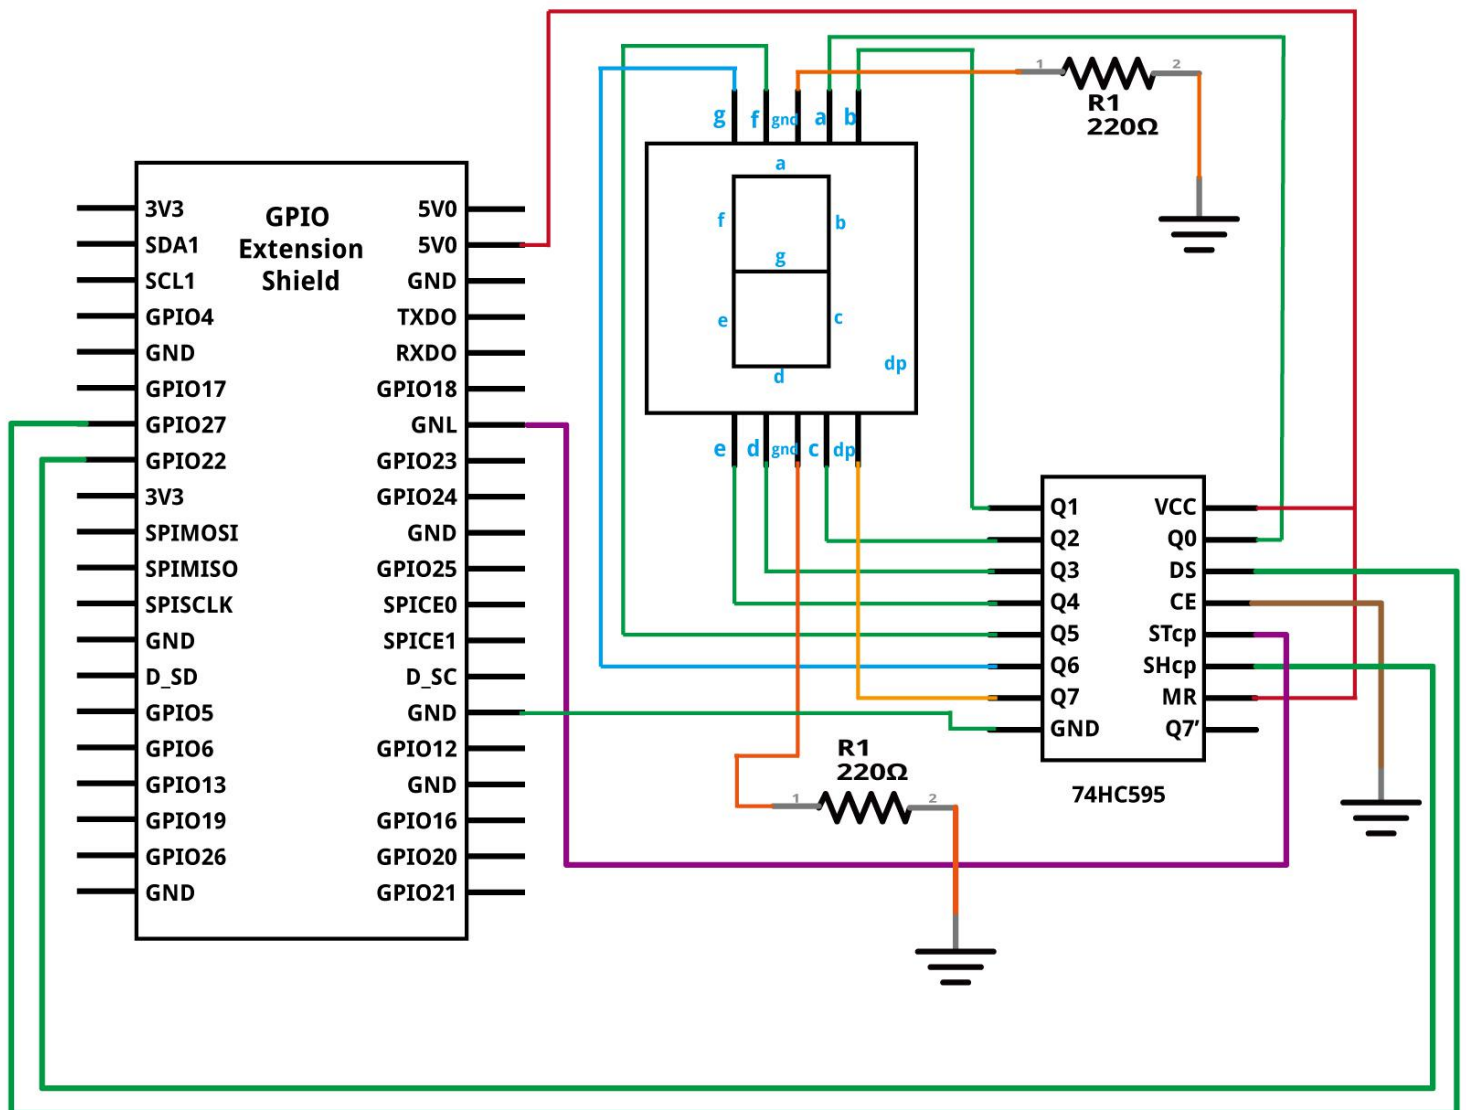 GPIO
Extension
Shield
3V3
SDA1
SCL1
GPIO4
GND
GPIO17
GPIO27
GPIO22
3V3
SPIMOSI
SPIMISO
SPISCLK
GND
D_SD
GPIO5
GPIO6
GPIO13
GPIO19
GPIO26
GND
5V0
5V0
GND
TXDO
RXDO
GPIO18
GNL
GPIO23
GPIO24
GND
GPIO25
SPICE0
SPICE1
D_SC
GND
GPIO12
GND
GPIO16
GPIO20
GPIO21
g f gnd a b
a
f b
g
e c
dp
d
e d gnd c dp
1 2
R1
220Ω
Q1 VCC
Q2 Q0
Q3 DS
Q4 CE
Q5 STcp
Q6 SHcp
Q7 MR
GND Q7’
74HC595
R1
220Ω
1 2